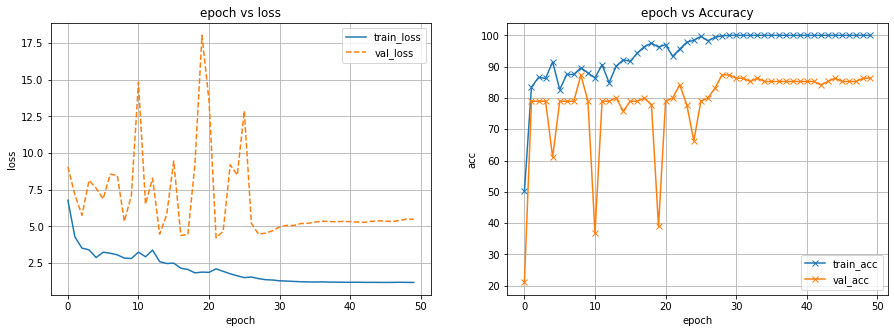 epoch vs loss
train_loss
val_loss
17.5
15.0
12.5
10.0
7.5
5.0
2.5
loss
0 10 20 30 40 50
epoch
epoch vs Accuracy
100
90
80
70
60
50
40
30
20
acc
train_acc
val_acc
0 10 20 30 40 50
epoch